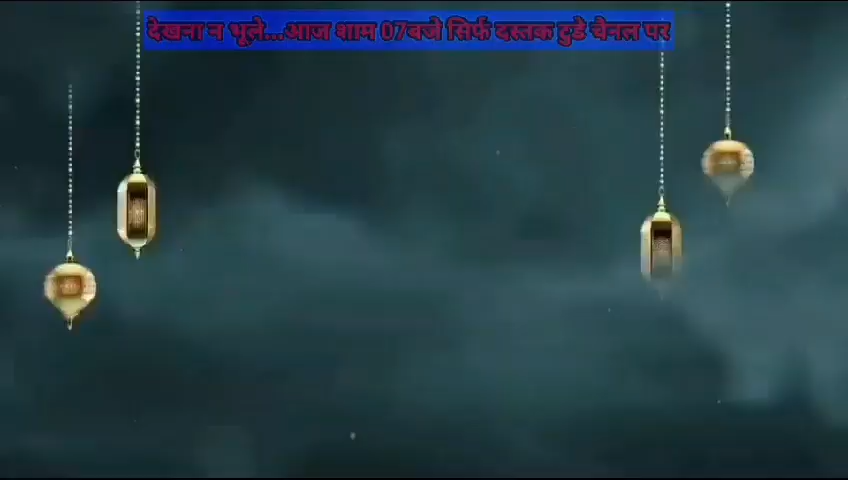 देखना न भूले...आज शाम 07बजे सिर्फ दस्तक टुडे चैनल पर